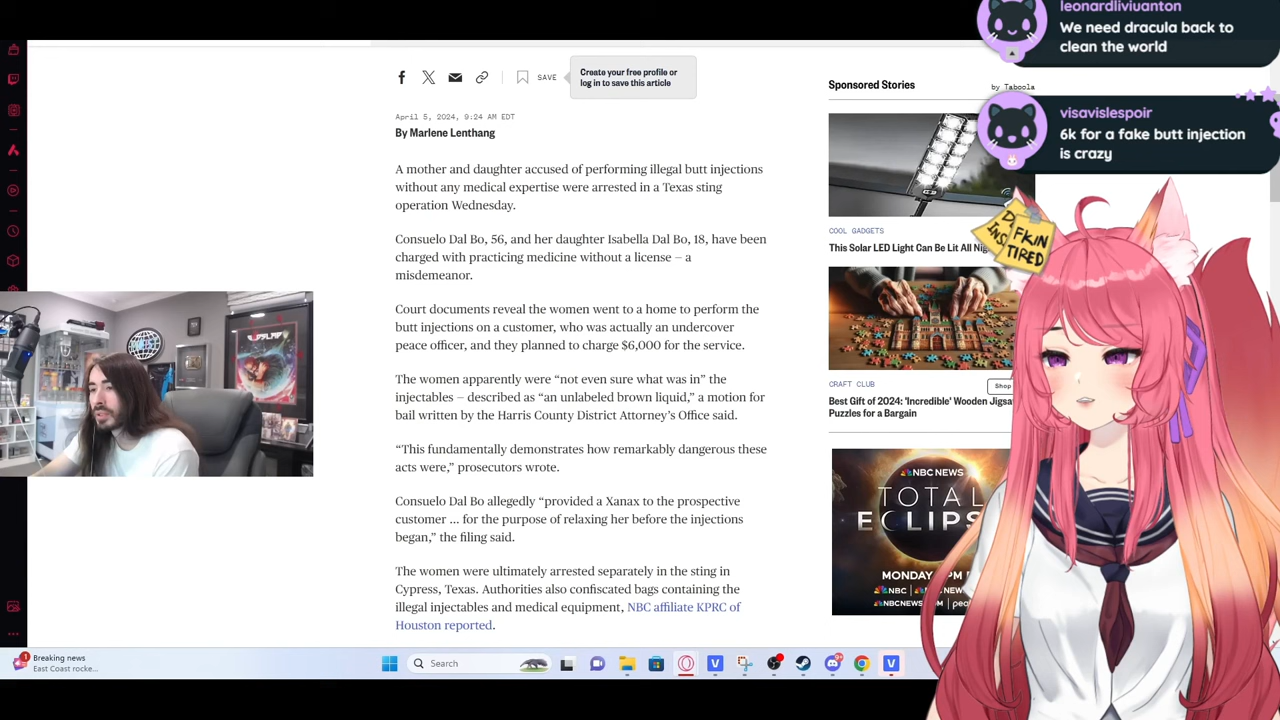 SAVE
Create your free profile or
log in to save this article
April 5, 2024, 9:24 AM EDT
By Marlene Lenthang
A mother and daughter accused of performing illegal butt injections
without any medical expertise were arrested in a Texas sting
operation Wednesday.
Consuelo Dal Bo, 56, and her daughter Isabella Dal Bo, 18, have been
charged with practicing medicine without a license — a
misdemeanor.
Court documents reveal the women went to a home to perform the
butt injections on a customer, who was actually an undercover
peace officer, and they planned to charge $6,000 for the service.
The women apparently were “not even sure what was in” the
injectables — described as “an unlabeled brown liquid,” a motion for
bail written by the Harris County District Attorney’s Office said.
“This fundamentally demonstrates how remarkably dangerous these
acts were,” prosecutors wrote.
Consuelo Dal Bo allegedly “provided a Xanax to the prospective
customer ... for the purpose of relaxing her before the injections
began,” the filing said.
The women were ultimately arrested separately in the sting in
Cypress, Texas. Authorities also confiscated bags containing the
illegal injectables and medical equipment, NBC affiliate KPRC of
Houston reported.
Sponsored Stories
by Taboola
COOL GADGETS
This Solar LED Light Can Be Lit All
CRAFT CLUB
Shop
Best Gift of 2024: 'Incredible' Wooden
Puzzles for a Bargain
NBC NEWS
TOTAL
ECLIPS
MONDAY
NBC NEWS
NBCNEWS.COM
leonardliviuanton
We need dracula back to
clean the world
visavislespoir
6k for a fake butt injection
is crazy
FKIN
TIRED
Breaking news
East Coast rocke...
Search